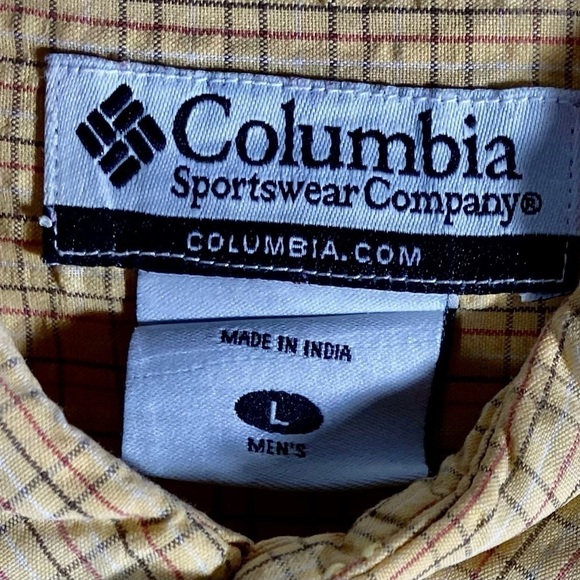 Columbia
Sportswear Company®
COLUMBIA.COM
MADE IN INDIA
L
MEN'S